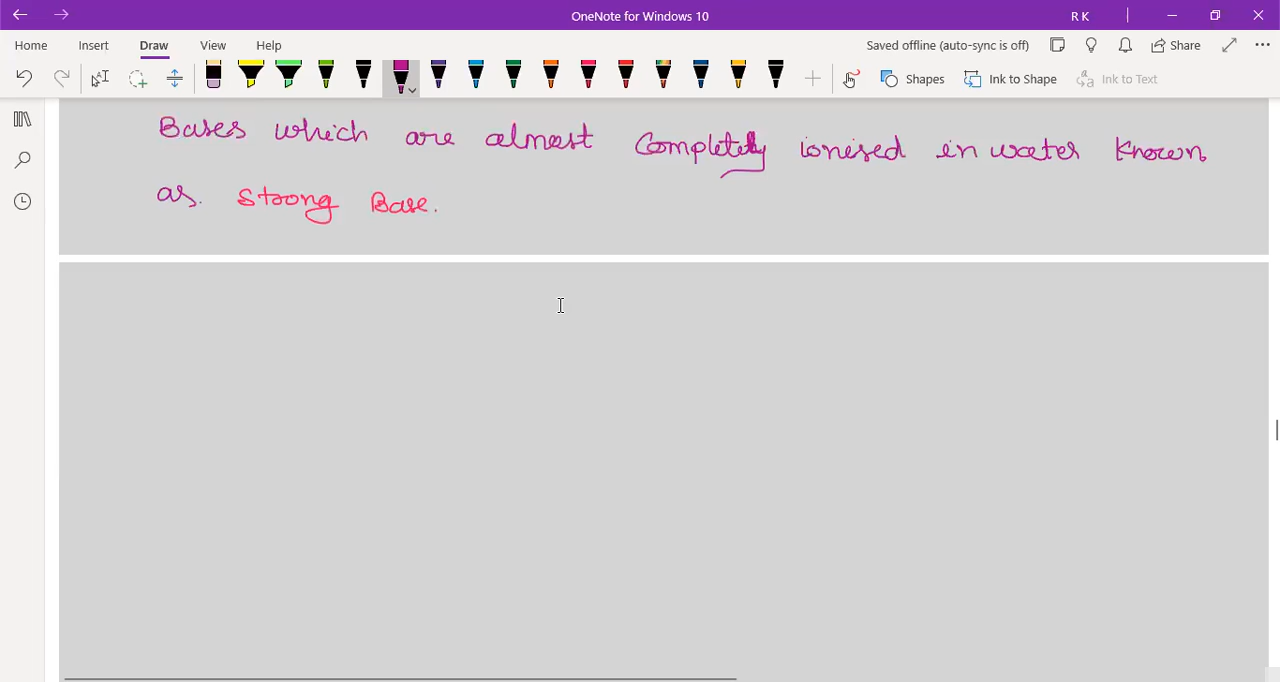 OneNote for Windows 10
R K
Home Insert Draw View Help
Saved offline (auto-sync is off) Share
Shapes Ink to Shape Ink to Text
Bases which are almost Completely ionised in water Known
as. Strong Base.